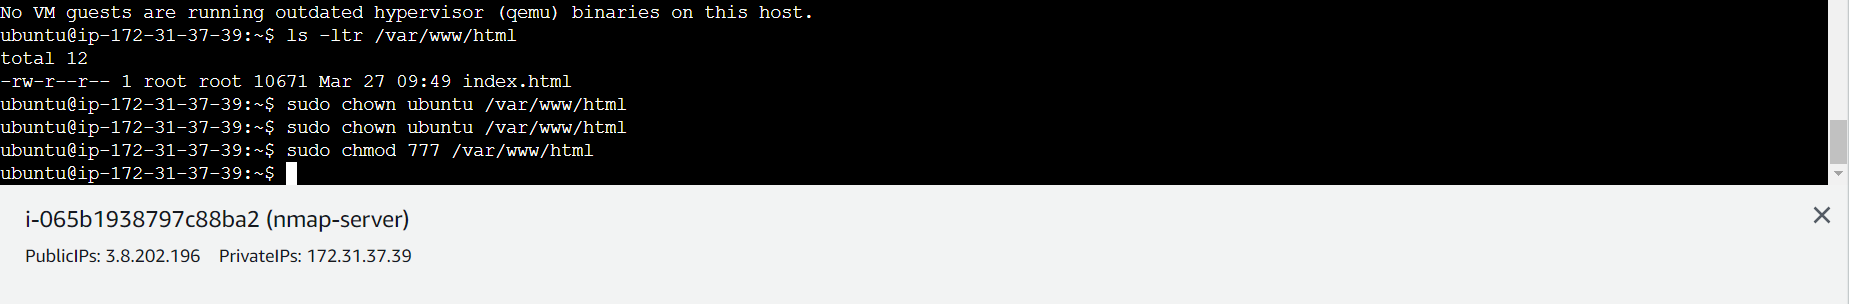 No VM guests are running outdated hypervisor (qemu) binaries on this host.
ubuntu@ip-172-31-37-39:~$ ls -ltr /var/www/html
total 12
-rw-r--r-- 1 root root 10671 Mar 27 09:49 index.html
ubuntu@ip-172-31-37-39:~$ sudo chown ubuntu /var/www/html
ubuntu@ip-172-31-37-39:~$ sudo chown ubuntu /var/www/html
ubuntu@ip-172-31-37-39:~$ sudo chmod 777 /var/www/html
ubuntu@ip-172-31-37-39:~$
i-065b1938797c88ba2 (nmap-server)
PublicIPs: 3.8.202.196 PrivateIPs: 172.31.37.39